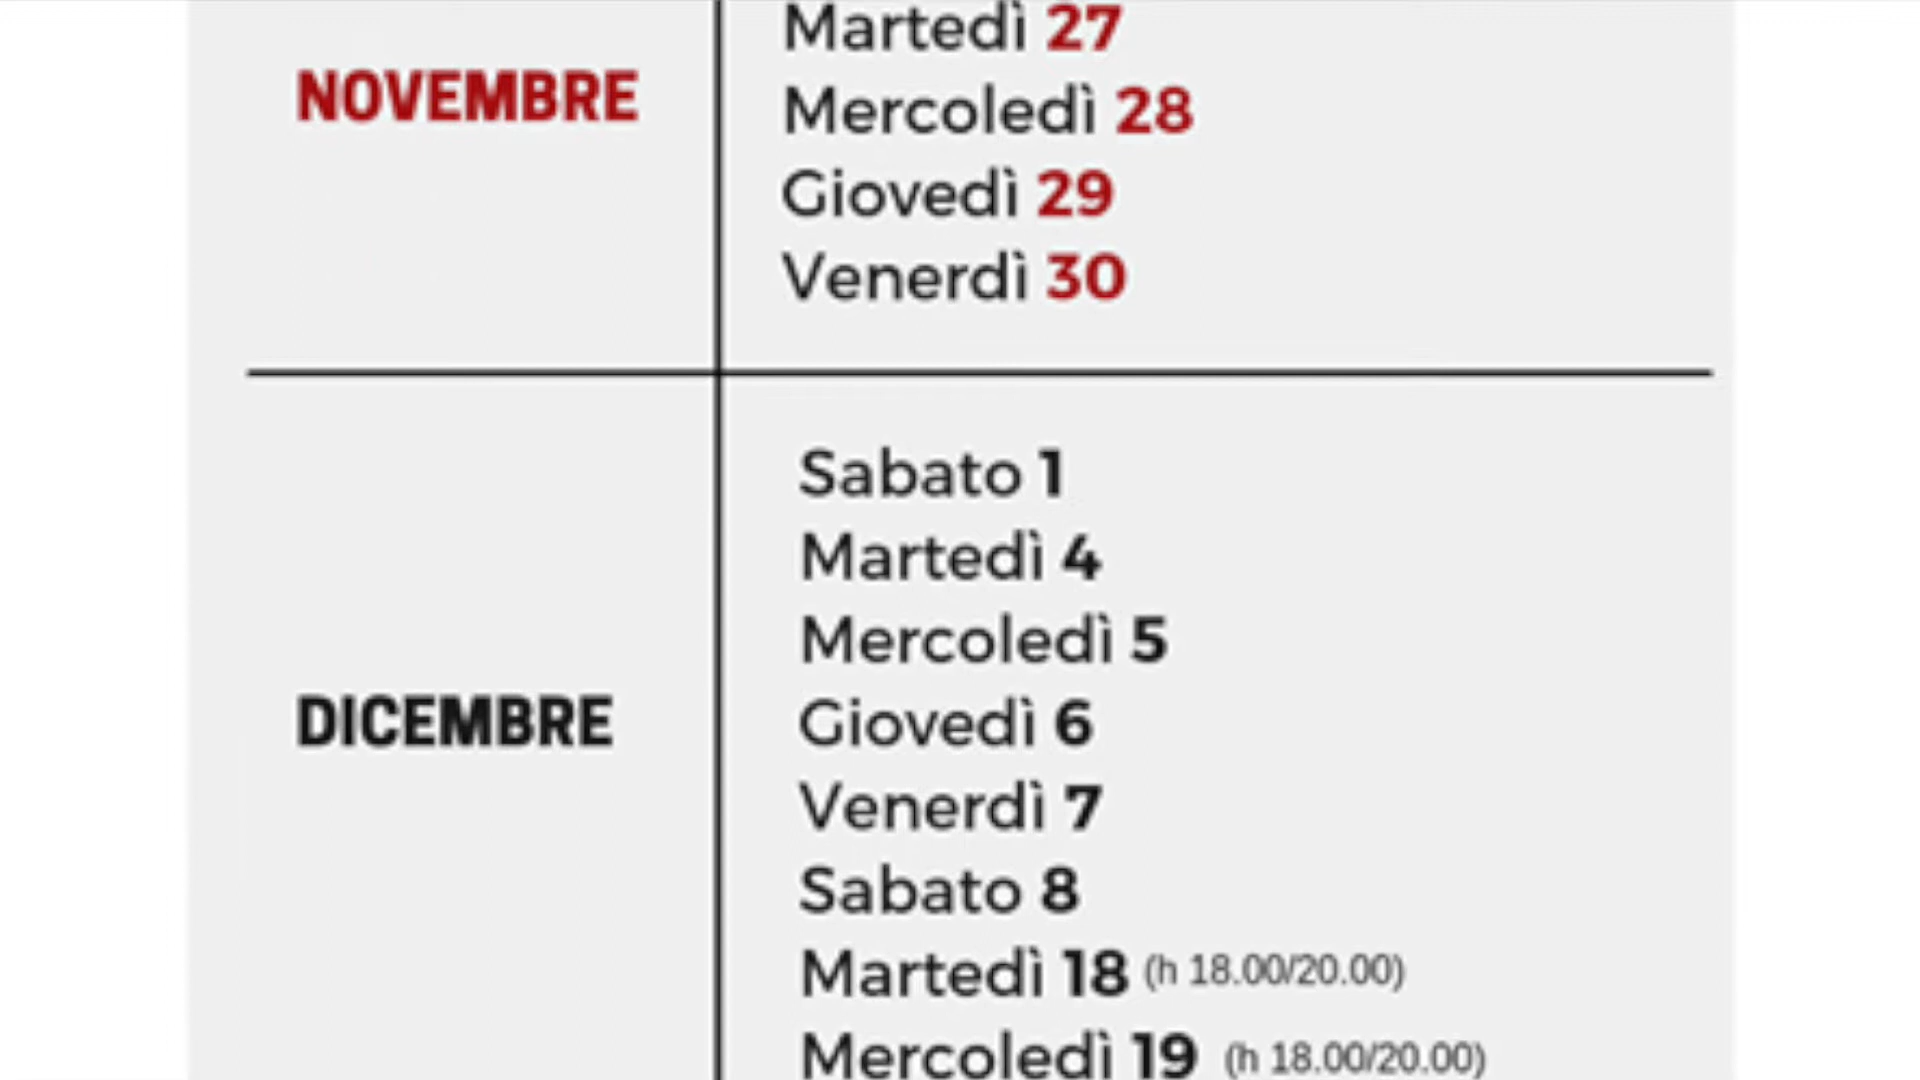 NOVEMBRE
Martedì 27
Mercoledì 28
Giovedì 29
Venerdì 30
DICEMBRE
Sabato 1
Martedì 4
Mercoledì 5
Giovedì 6
Venerdì 7
Sabato 8
Martedì 18 (h 18.00/20.00)
Mercoledì 19 (h 18.00/20.00)